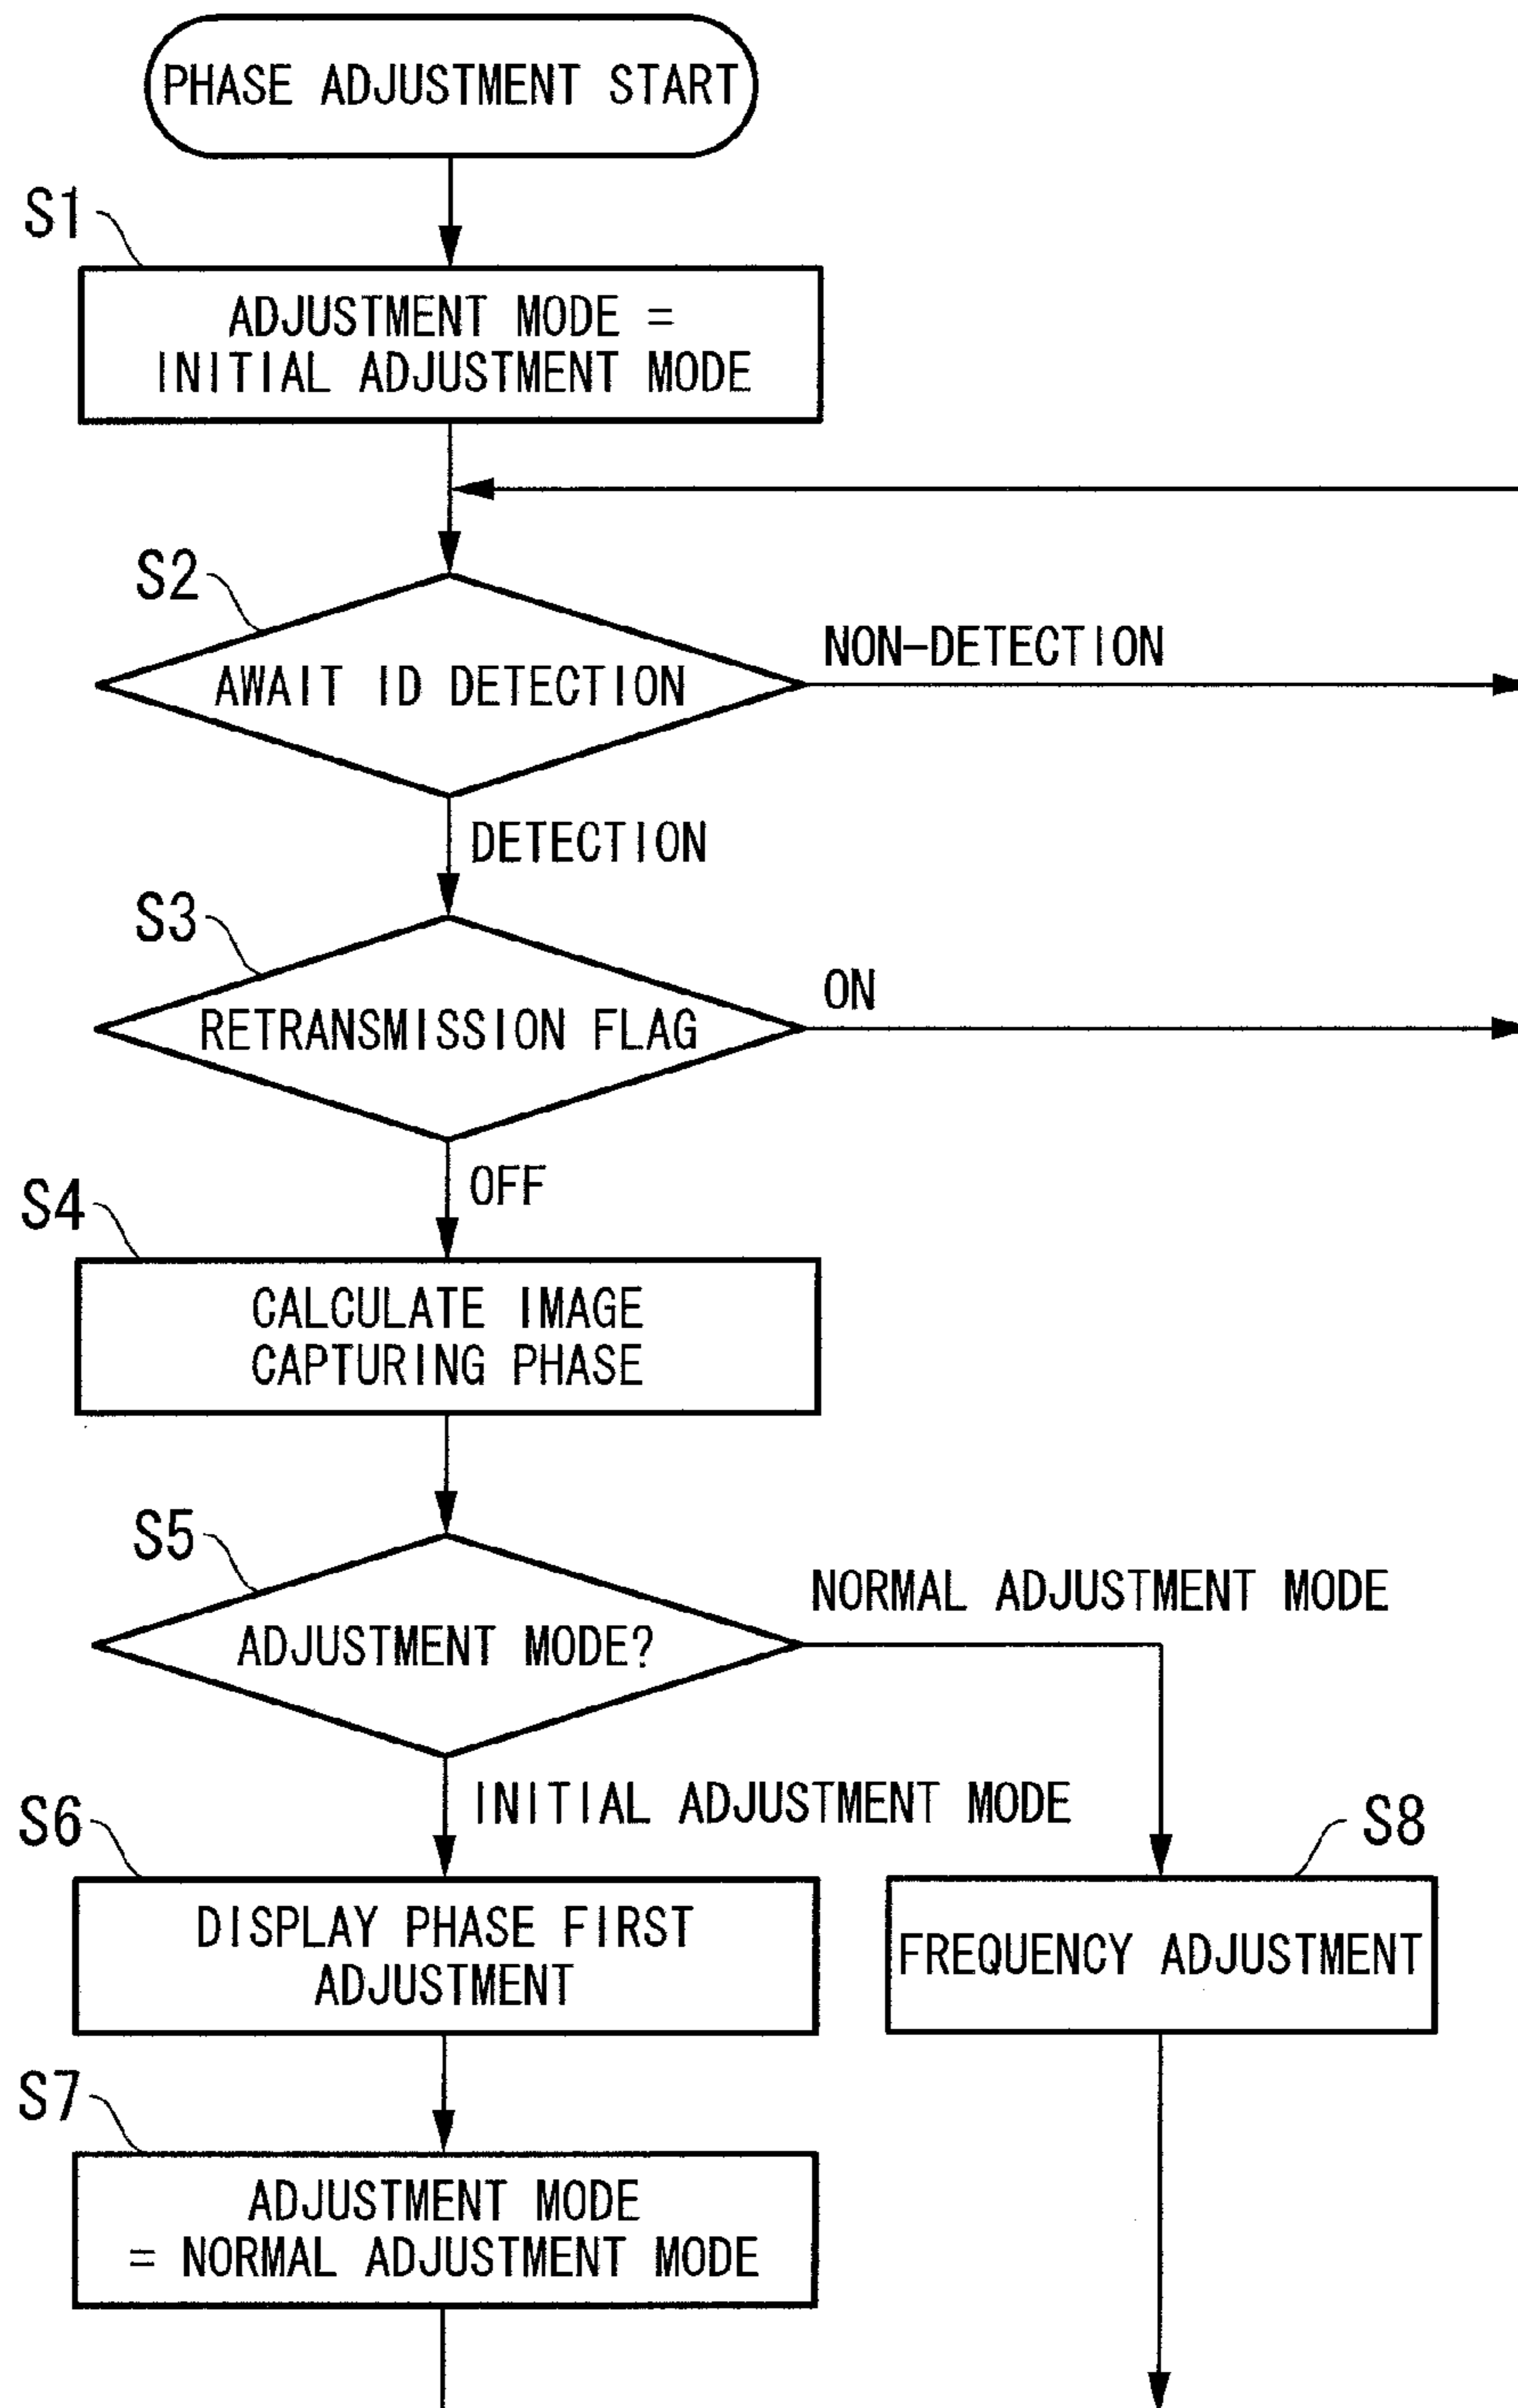 PHASE ADJUSTMENT START
S1
ADJUSTMENT MODE =
INITIAL ADJUSTMENT MODE
S2
AWAIT ID DETECTION
NON-DETECTION
DETECTION
S3
RETRANSMISSION FLAG
ON
OFF
S4
CALCULATE IMAGE
CAPTURING PHASE
S5
ADJUSTMENT MODE?
NORMAL ADJUSTMENT MODE
INITIAL ADJUSTMENT MODE
S6
DISPLAY PHASE FIRST
ADJUSTMENT
S8
FREQUENCY ADJUSTMENT
S7
ADJUSTMENT MODE
= NORMAL ADJUSTMENT MODE